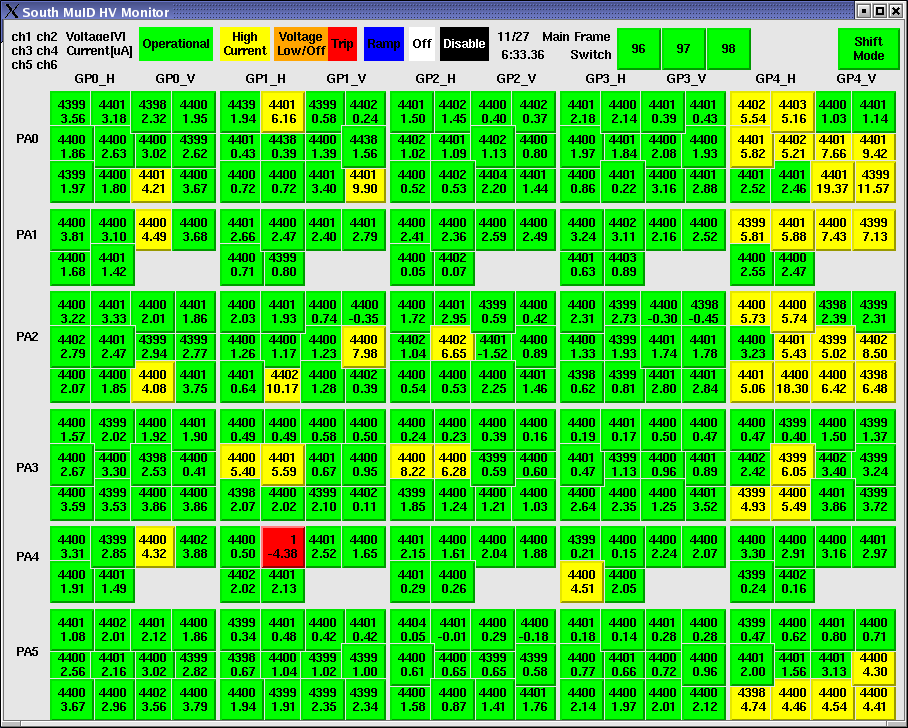 South MuID HV Monitor
ch1 ch2 Voltage[V] Operational High Current Voltage Low/Off Trip Ramp Off Disable 11/27 Main Frame 96 97 98 Shift Mode
ch3 ch4 Current[uA] 6:33.36 Switch
ch5 ch6
GP0_H GP0_V GP1_H GP1_V GP2_H GP2_V GP3_H GP3_V GP4_H GP4_V
PA0
4399 4401 4398 4400 4439 4401 4399 4402 4401 4402 4400 4402 4401 4400 4401 4401 4402 4403 4400 4401
3.56 3.18 2.32 1.95 1.94 6.16 0.58 0.24 1.50 1.45 0.40 0.37 2.18 2.14 0.39 0.43 5.54 5.16 1.03 1.14
4400 4400 4400 4399 4401 4438 4400 4438 4402 4401 4402 4400 4400 4401 4400 4400 4401 4402 4401 4401
1.86 2.63 3.02 2.62 0.43 0.39 1.39 1.56 1.02 1.09 1.13 0.80 1.97 1.84 2.08 1.93 5.82 5.21 7.66 9.42
4399 4400 4401 4400 4400 4400 4401 4401 4400 4402 4404 4401 4400 4401 4400 4400 4401 4401 4401 4399
1.97 1.80 4.21 3.67 0.72 0.72 3.40 9.90 0.52 0.53 2.20 1.44 0.86 0.22 3.16 2.88 2.52 2.46 19.37 11.57
PA1
4400 4400 4400 4400 4401 4400 4401 4401 4400 4400 4400 4400 4400 4402 4400 4400 4399 4401 4400 4399
3.81 3.10 4.49 3.68 2.66 2.47 2.40 2.79 2.41 2.36 2.59 2.49 3.24 3.11 2.16 2.52 5.81 5.88 7.43 7.13
4400 4401 4400 4399 4400 4402 4401 4403 4400 4400
1.68 1.42 0.71 0.80 0.05 0.07 0.63 0.89 2.55 2.47
PA2
4400 4400 4400 4401 4400 4401 4400 4400 4401 4401 4399 4400 4401 4399 4400 4398 4400 4400 4398 4399
3.22 3.33 2.01 1.86 2.03 1.93 0.74 -0.35 1.72 2.95 0.59 0.42 2.31 2.73 -0.30 -0.45 5.73 5.74 2.39 2.31
4402 4401 4399 4399 4400 4400 4400 4400 4402 4402 4401 4400 4400 4399 4401 4401 4400 4401 4399 4402
2.79 2.47 2.94 2.77 1.26 1.17 1.23 7.98 1.04 6.65 -1.52 0.89 1.33 1.93 1.74 1.78 3.23 5.43 5.02 8.50
4400 4400 4400 4401 4401 4402 4400 4402 4400 4400 4400 4401 4398 4399 4401 4400 4401 4400 4400 4398
2.07 1.85 4.08 3.75 0.64 10.17 1.28 0.39 0.54 0.53 2.25 1.46 0.62 0.81 2.80 2.84 5.06 18.30 6.42 6.48
PA3
4400 4399 4400 4401 4400 4400 4400 4400 4400 4400 4401 4399 4401 4400 4401 4400 4400 4399 4401 4399
1.57 2.02 1.92 1.90 0.49 0.49 0.58 0.50 0.24 0.23 0.39 0.16 0.19 0.17 0.50 0.47 0.47 0.40 1.50 1.37
4400 4400 4398 4400 4400 4401 4401 4400 4400 4400 4399 4400 4401 4399 4400 4401 4402 4399 4402 4399
2.67 3.30 2.53 0.41 5.40 5.59 0.67 0.95 8.22 6.28 0.59 0.60 0.47 1.13 0.96 0.89 2.42 6.05 3.40 3.24
4400 4399 4400 4400 4398 4400 4399 4402 4399 4400 4400 4400 4400 4400 4400 4401 4399 4400 4401 4399
3.59 3.53 3.86 3.86 2.07 2.02 2.10 0.11 1.85 1.24 1.21 1.03 2.64 2.35 1.25 3.52 4.93 5.49 3.86 3.72
PA4
4400 4399 4400 4402 4400 1 4401 4400 4401 4401 4400 4400 4399 4400 4400 4400 4400 4400 4400 4401
3.31 2.85 4.32 3.88 0.50 -4.38 2.52 1.65 2.15 1.61 2.04 1.88 0.21 0.15 2.24 2.07 3.30 2.91 3.16 2.97
4400 4401 4402 4401 4401 4400 4400 4400 4399 4402
1.91 1.49 2.02 2.13 0.29 0.26 4.51 2.05 0.24 0.16
PA5
4401 4402 4401 4400 4399 4401 4400 4401 4404 4401 4400 4400 4401 4401 4401 4401 4399 4400 4401 4400
1.08 2.01 2.12 1.86 0.34 0.48 0.42 0.42 0.05 -0.01 0.29 -0.18 0.18 0.14 0.28 0.28 0.47 0.62 0.80 0.71
4400 4400 4400 4399 4398 4400 4399 4399 4400 4400 4399 4399 4400 4401 4400 4400 4401 4401 4401 4400
2.56 2.16 3.02 2.82 0.67 1.04 1.02 1.00 0.61 0.65 0.65 0.58 0.77 0.66 0.72 0.96 2.00 1.56 3.13 4.30
4400 4400 4402 4400 4400 4401 4399 4399 4400 4400 4400 4401 4399 4400 4400 4400 4398 4400 4400 4400
3.67 2.96 3.56 3.79 1.94 1.91 2.35 2.34 1.58 0.87 1.41 1.76 2.14 1.97 2.01 2.12 4.74 4.46 4.54 4.41